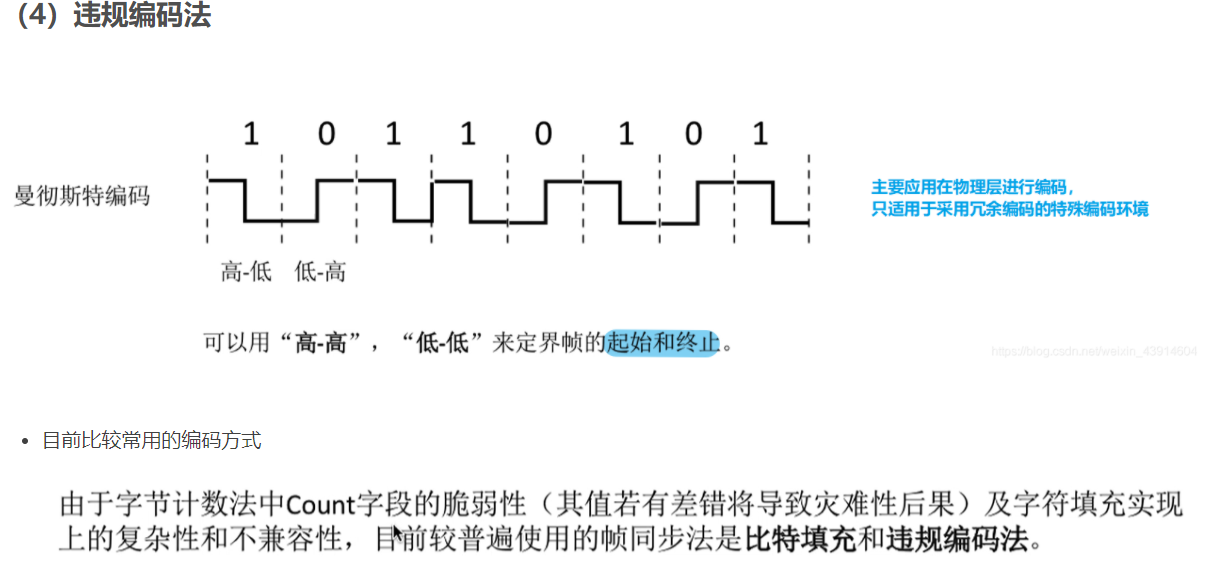 （4）违规编码法
1 0 1 1 0 1 0 1
曼彻斯特编码
主要应用在物理层进行编码，
只适用于采用冗余编码的特殊编码环境
高-低 低-高
可以用“高-高”，“低-低”来定界帧的起始和终止。
https://blog.csdn.net/weixin_43914604
• 目前比较常用的编码方式
由于字节计数法中Count字段的脆弱性（其值若有差错将导致灾难性后果）及字符填充实现
上的复杂性和不兼容性，目前较普遍使用的帧同步法是比特填充和违规编码法。